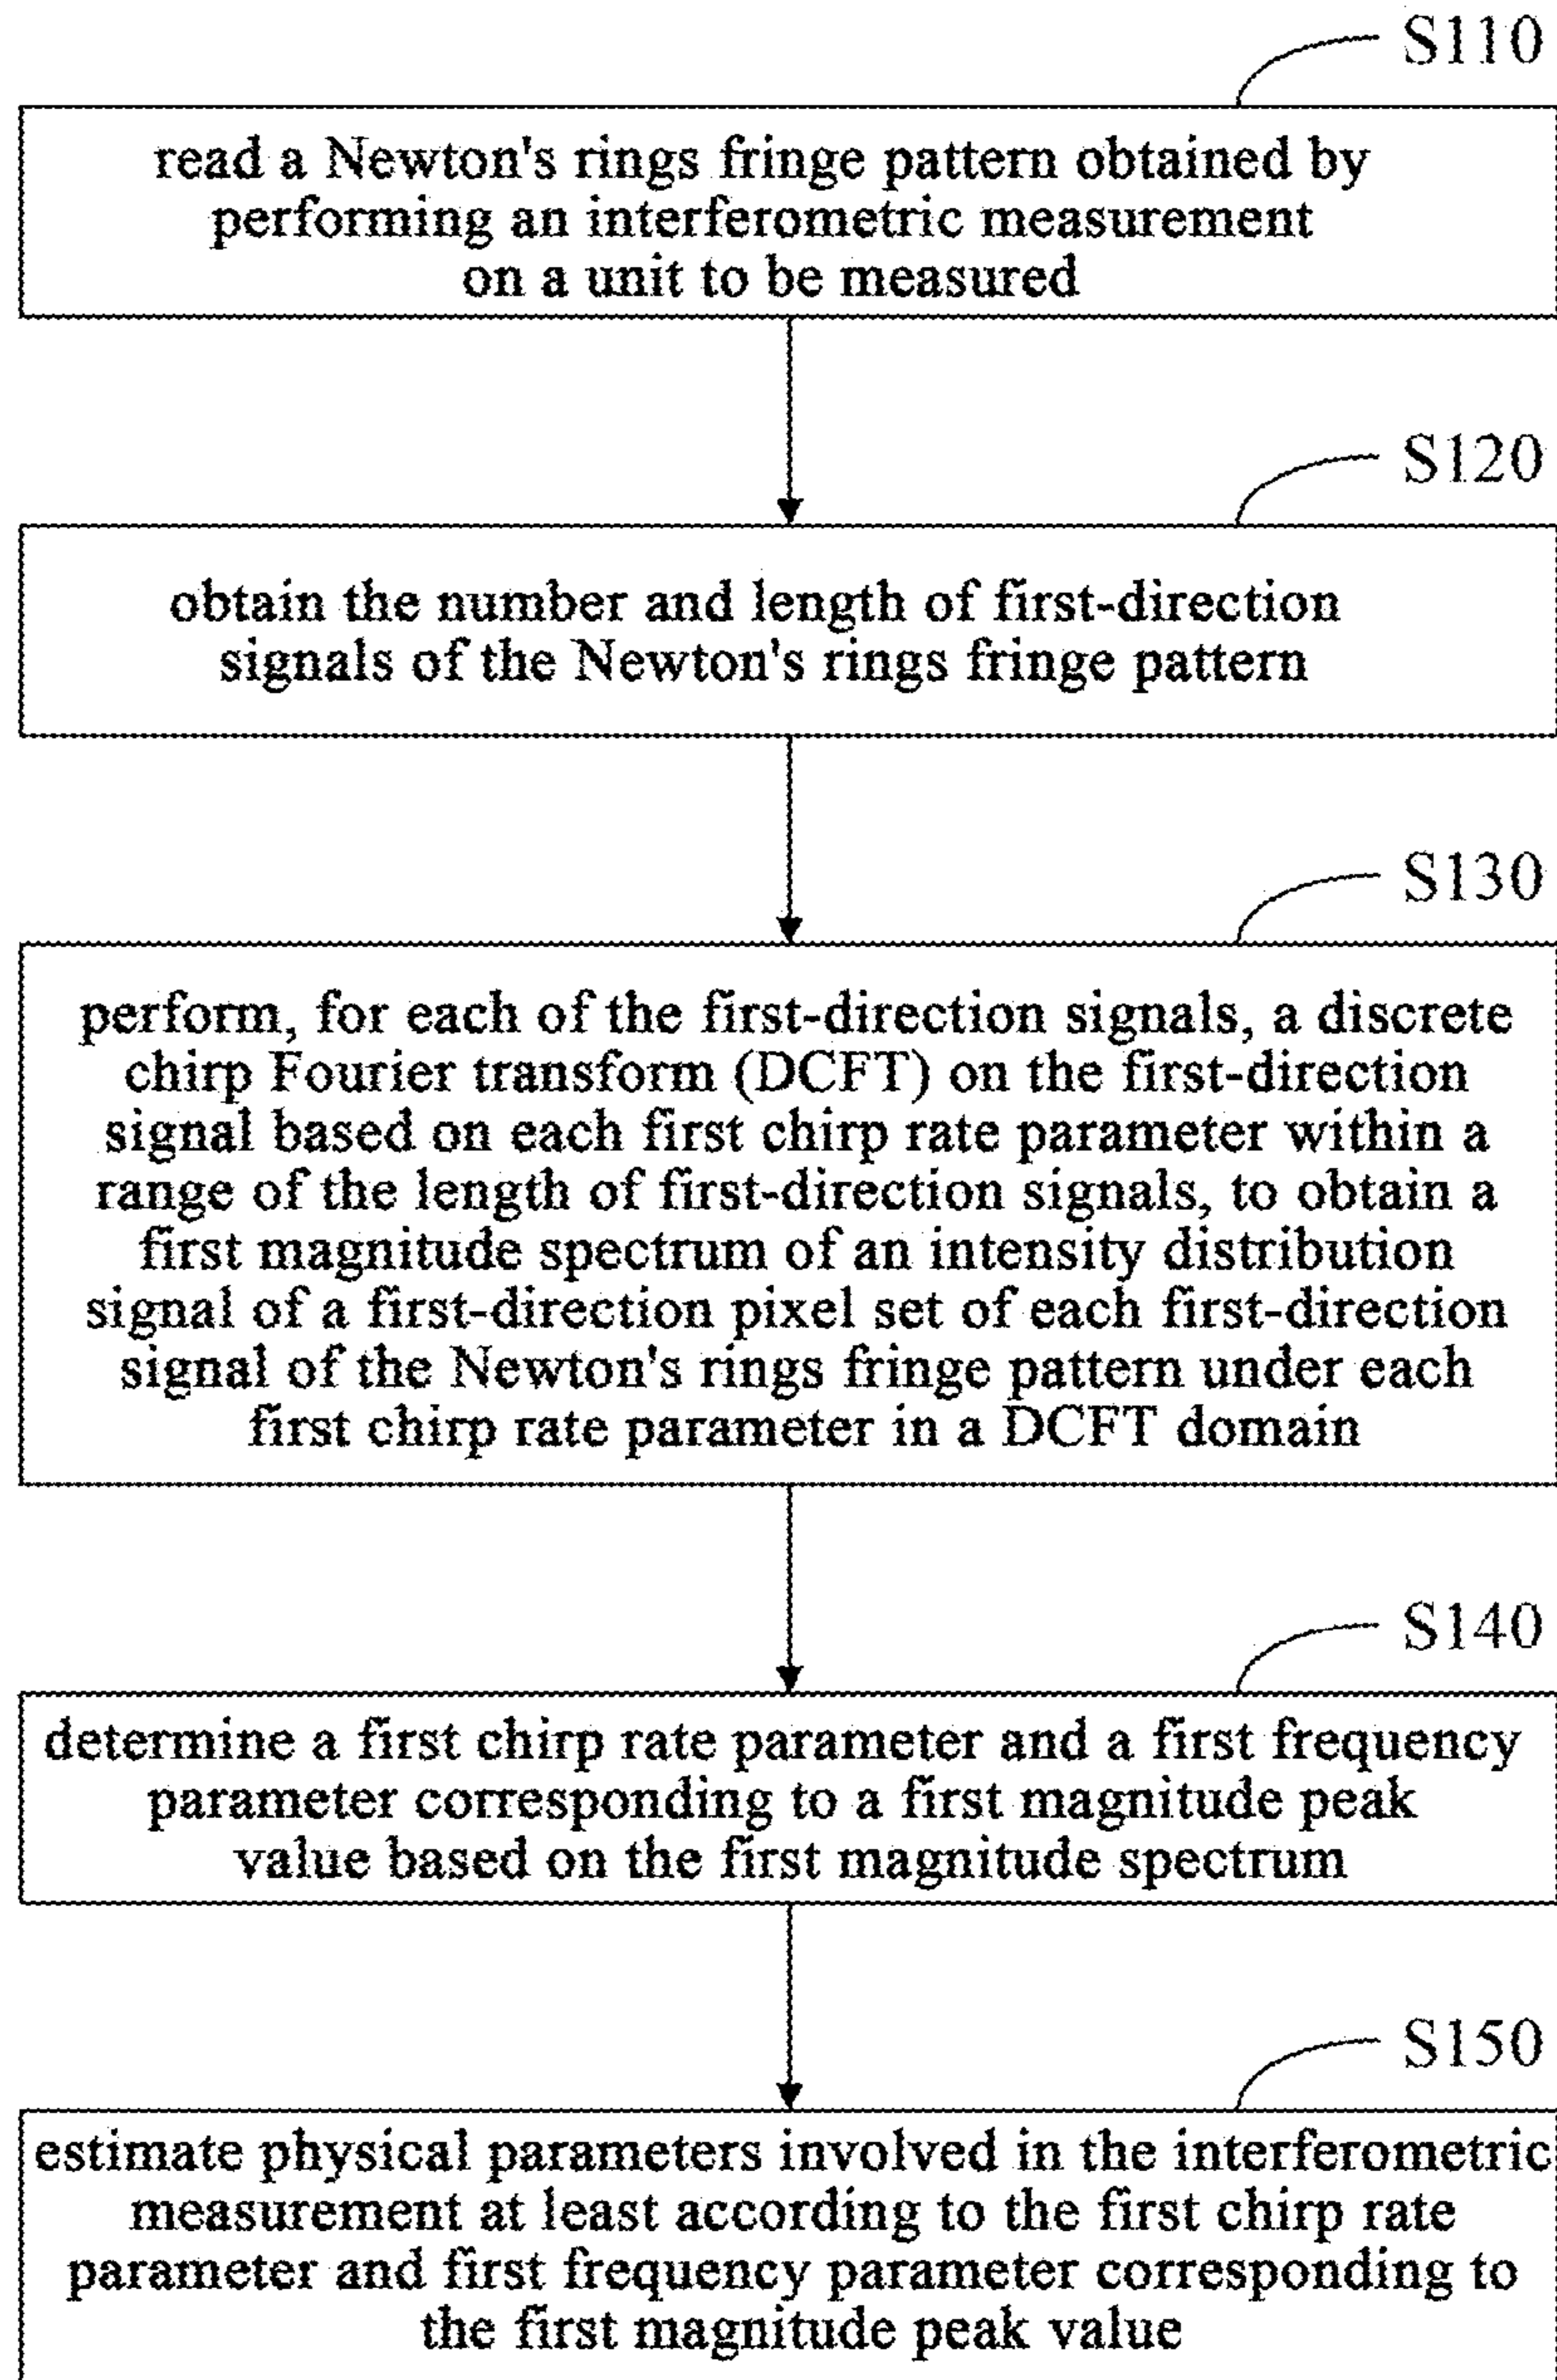 S110
read a Newton's rings fringe pattern obtained by
performing an interferometric measurement
on a unit to be measured
S120
obtain the number and length of first-direction
signals of the Newton's rings fringe pattern
S130
perform, for each of the first-direction signals, a discrete
chirp Fourier transform (DCFT) on the first-direction
signal based on each first chirp rate parameter within a
range of the length of first-direction signals, to obtain a
first magnitude spectrum of an intensity distribution
signal of a first-direction pixel set of each first-direction
signal of the Newton's rings fringe pattern under each
first chirp rate parameter in a DCFT domain
S140
determine a first chirp rate parameter and a first frequency
parameter corresponding to a first magnitude peak
value based on the first magnitude spectrum
S150
estimate physical parameters involved in the interferometric
measurement at least according to the first chirp rate
parameter and first frequency parameter corresponding to
the first magnitude peak value